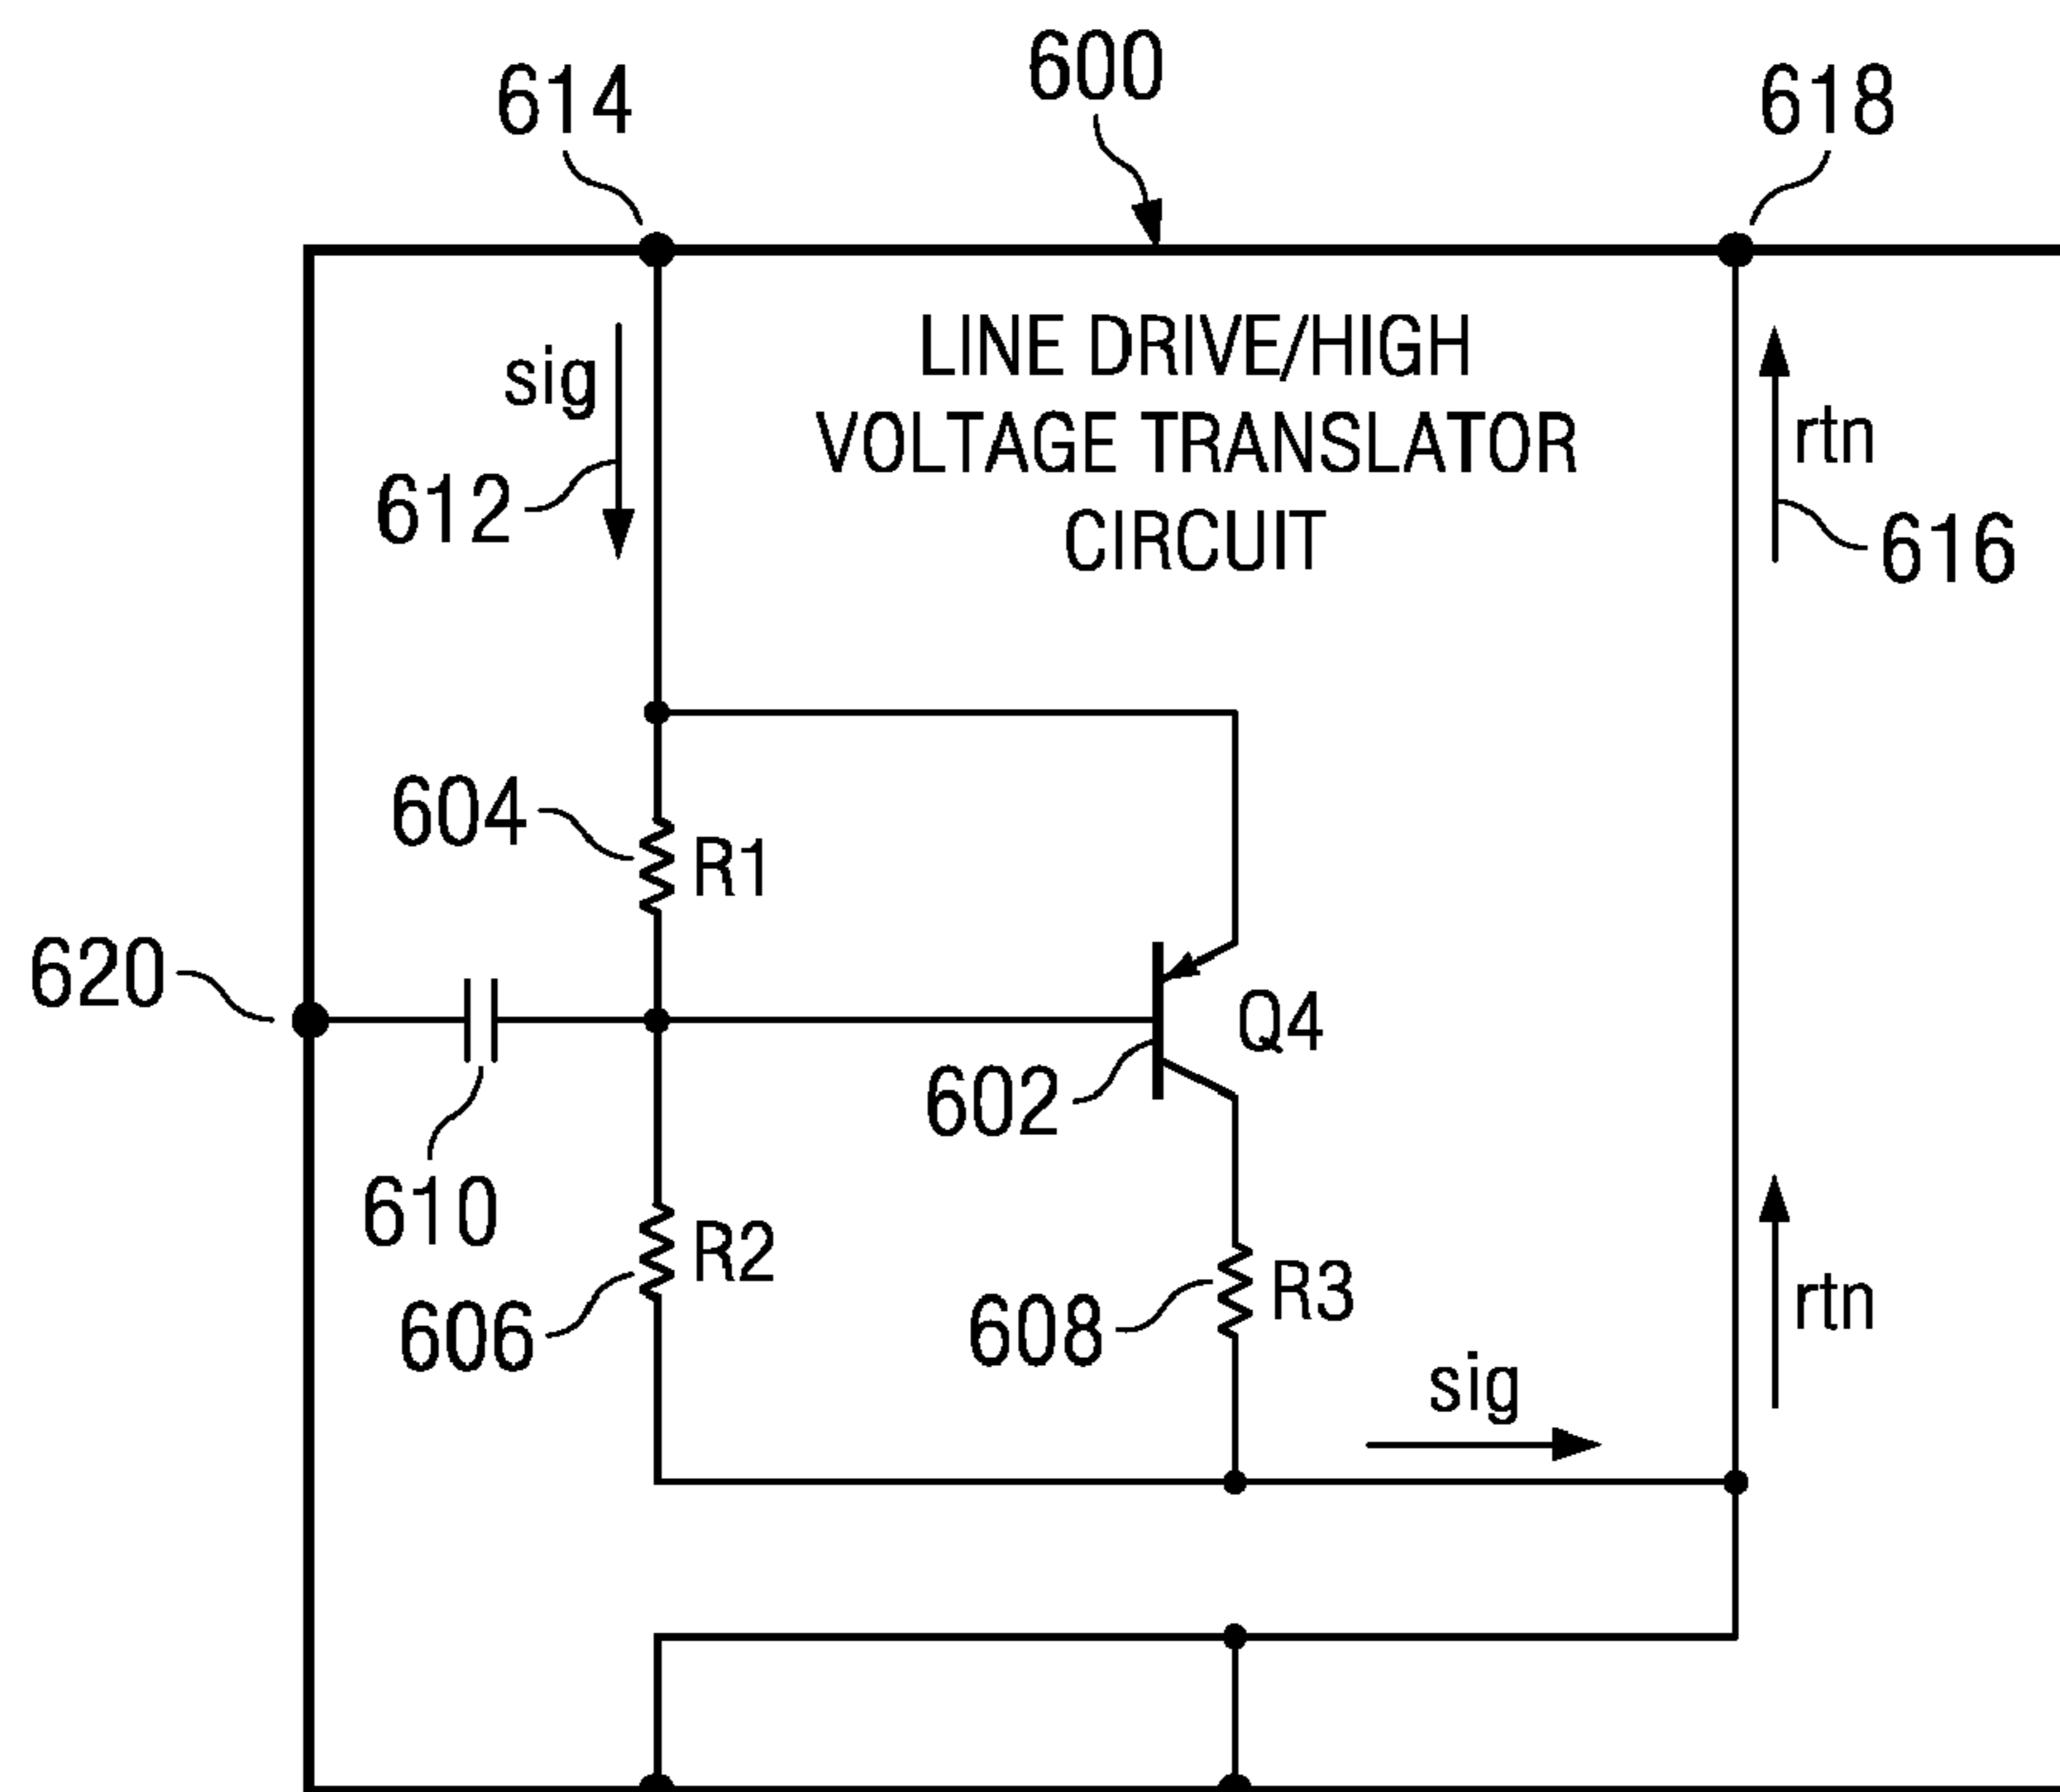 600
614
618
LINE DRIVE/HIGH
VOLTAGE TRANSLATOR
CIRCUIT
sig
612
rtn
616
604
R1
620
Q4
602
610
R2
606
608
R3
rtn
sig